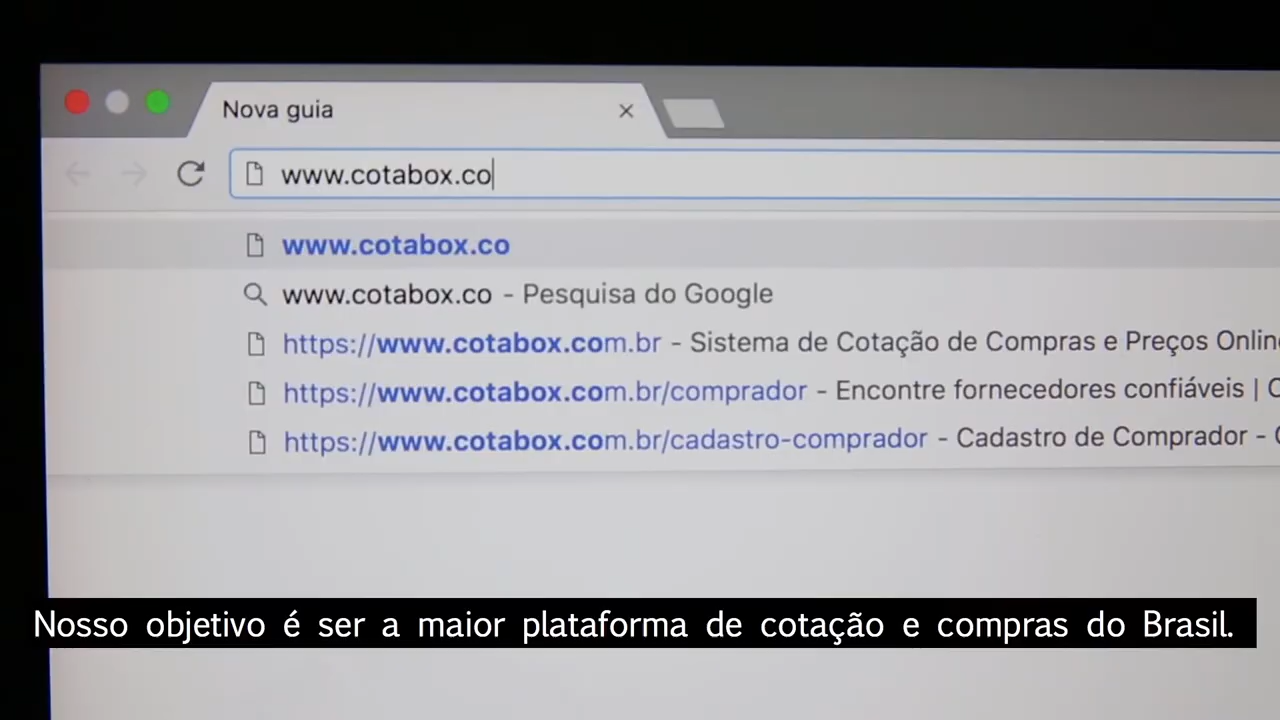 Nova guia
www.cotabox.co
www.cotabox.co
www.cotabox.co - Pesquisa do Google
https://www.cotabox.com.br - Sistema de Cotação de Compras e Preços
https://www.cotabox.com.br/comprador - Encontre fornecedores confiáveis |
https://www.cotabox.com.br/cadastro-comprador - Cadastro de Comprador -
Nosso objetivo é ser a maior plataforma de cotação e compras do Brasil.